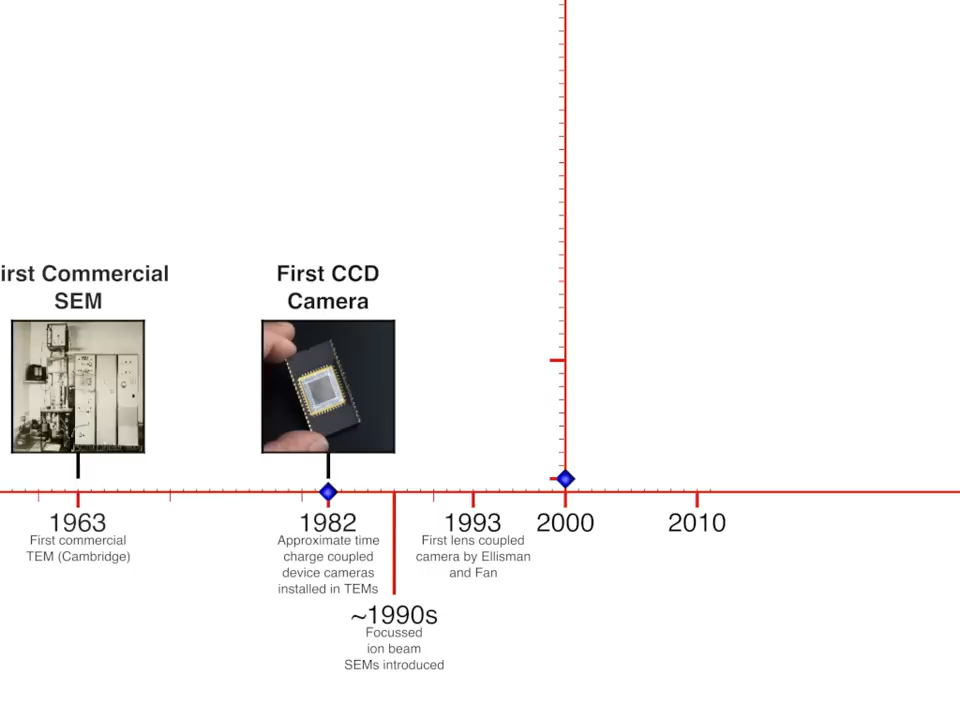 irst Commercial
SEM
First CCD
Camera
1963
First commercial
TEM (Cambridge)
1982
Approximate time
charge coupled
device cameras
installed in TEMs
~1990s
Focussed
ion beam
SEMs introduced
1993
First lens coupled
camera by Ellisman
and Fan
2000
2010